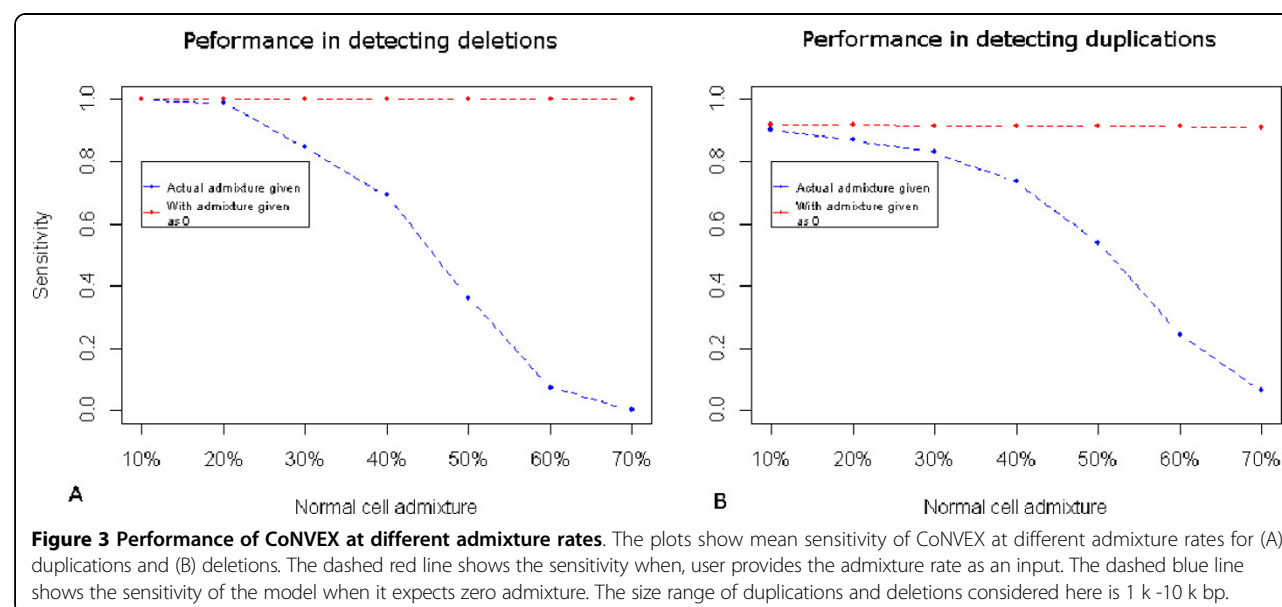 Peformance in detecting deletions
Sensitivity
1.0
0.8
0.6
0.4
0.2
0.0
Actual admixture given
With admixture given
as 0
10% 20% 30% 40% 50% 60% 70%
A
Normal cell admixture
Performance in detecting duplications
1.0
0.8
0.6
0.4
0.2
0.0
Actual admixture given
With admixture given
as 0
10% 20% 30% 40% 50% 60% 70%
B
Normal cell admixture
Figure 3 Performance of CoNVEX at different admixture rates. The plots show mean sensitivity of CoNVEX at different admixture rates for (A)
duplications and (B) deletions. The dashed red line shows the sensitivity when, user provides the admixture rate as an input. The dashed blue line
shows the sensitivity of the model when it expects zero admixture. The size range of duplications and deletions considered here is 1 k -10 k bp.